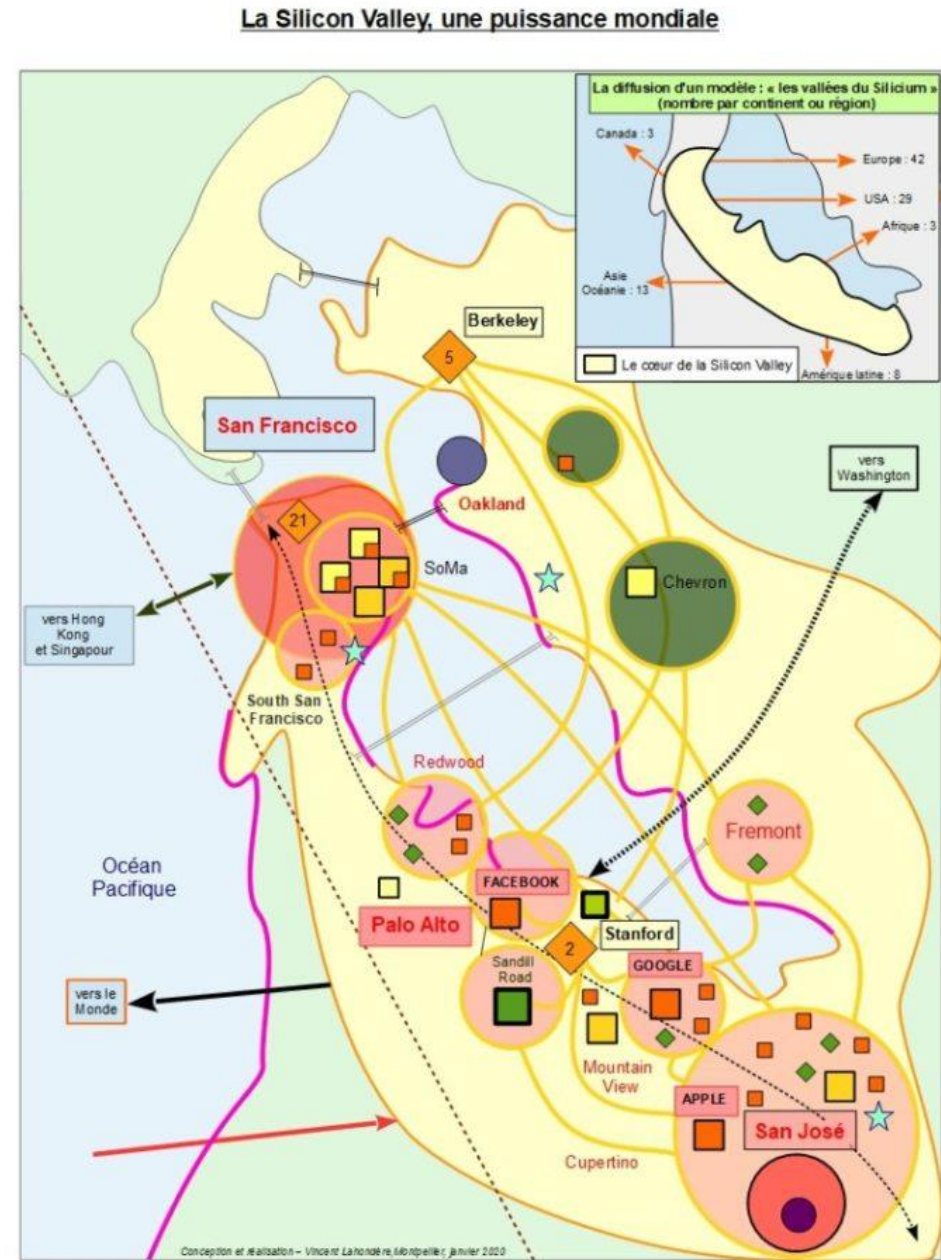 La Silicon Valley, une puissance mondiale
La diffusion d'un modèle : « les vallées du Silicium »
(nombre par continent ou région)
Canada : 3
Europe : 42
USA : 29
Afrique : 3
Asie
Océanie : 13
Le cœur de la Silicon Valley
Amérique latine : 8
Berkeley
5
San Francisco
vers
Washington
Oakland
21
SoMa
Chevron
vers Hong
Kong
et Singapour
South San
Francisco
Redwood
Fremont
Océan
Pacifique
FACEBOOK
Palo Alto
Stanford
2
Sandill
Road
GOOGLE
vers le
Monde
Mountain
View
APPLE
San José
Cupertino
Conception et réalisation – Vincent Lahondère, Montpellier, janvier 2020